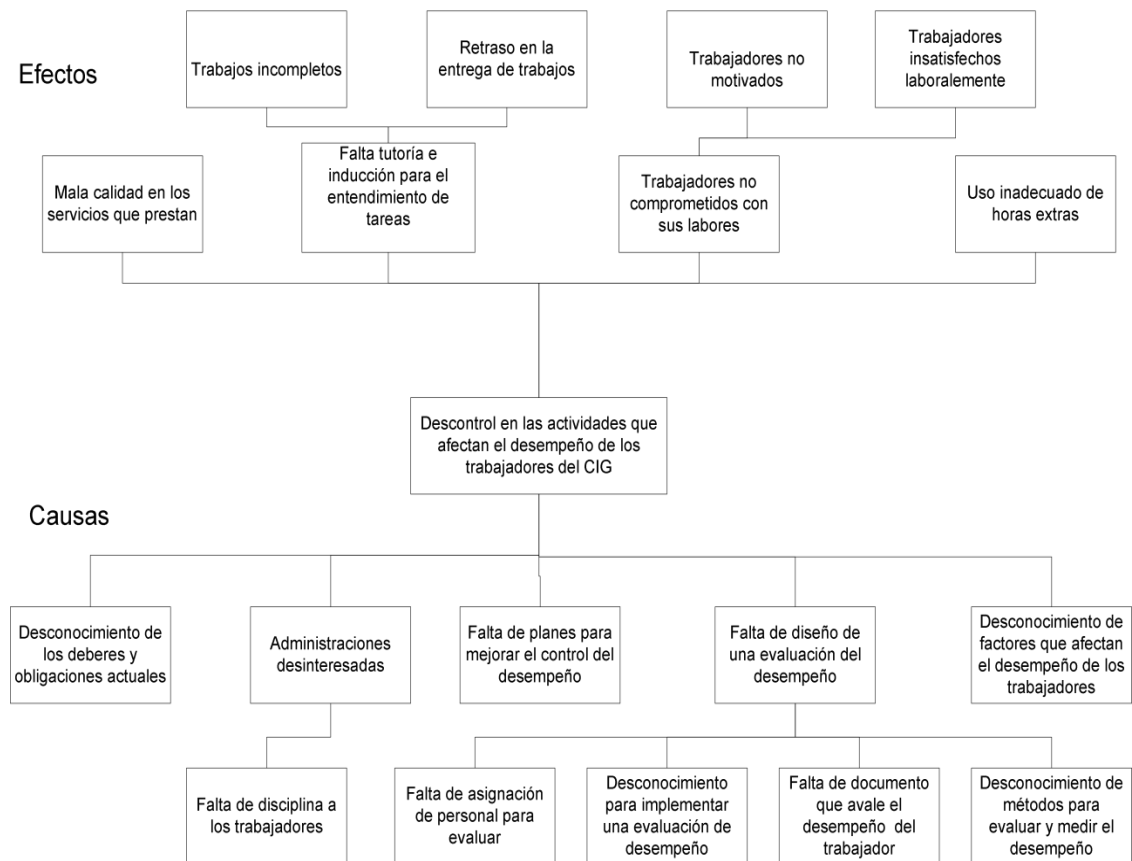 Efectos
Trabajos incompletos
Retraso en la
entrega de trabajos
Trabajadores no
motivados
Trabajadores
insatisfechos
laboralemente
Mala calidad en los
servicios que prestan
Falta tutoría e
inducción para el
entendimiento de
tareas
Trabajadores no
comprometidos con
sus labores
Uso inadecuado de
horas extras
Descontrol en las actividades que
afectan el desempeño de los
trabajadores del CIG
Causas
Desconocimiento de
los deberes y
obligaciones actuales
Administraciones
desinteresadas
Falta de planes para
mejorar el control del
desempeño
Falta de diseño de
una evaluación del
desempeño
Desconocimiento de
factores que afectan
el desempeño de los
trabajadores
Falta de disciplina a
los trabajadores
Falta de asignación
de personal para
evaluar
Desconocimiento
para implementar
una evaluación de
desempeño
Falta de documento
que avale el
desempeño del
trabajador
Desconocimiento de
métodos para
evaluar y medir el
desempeño